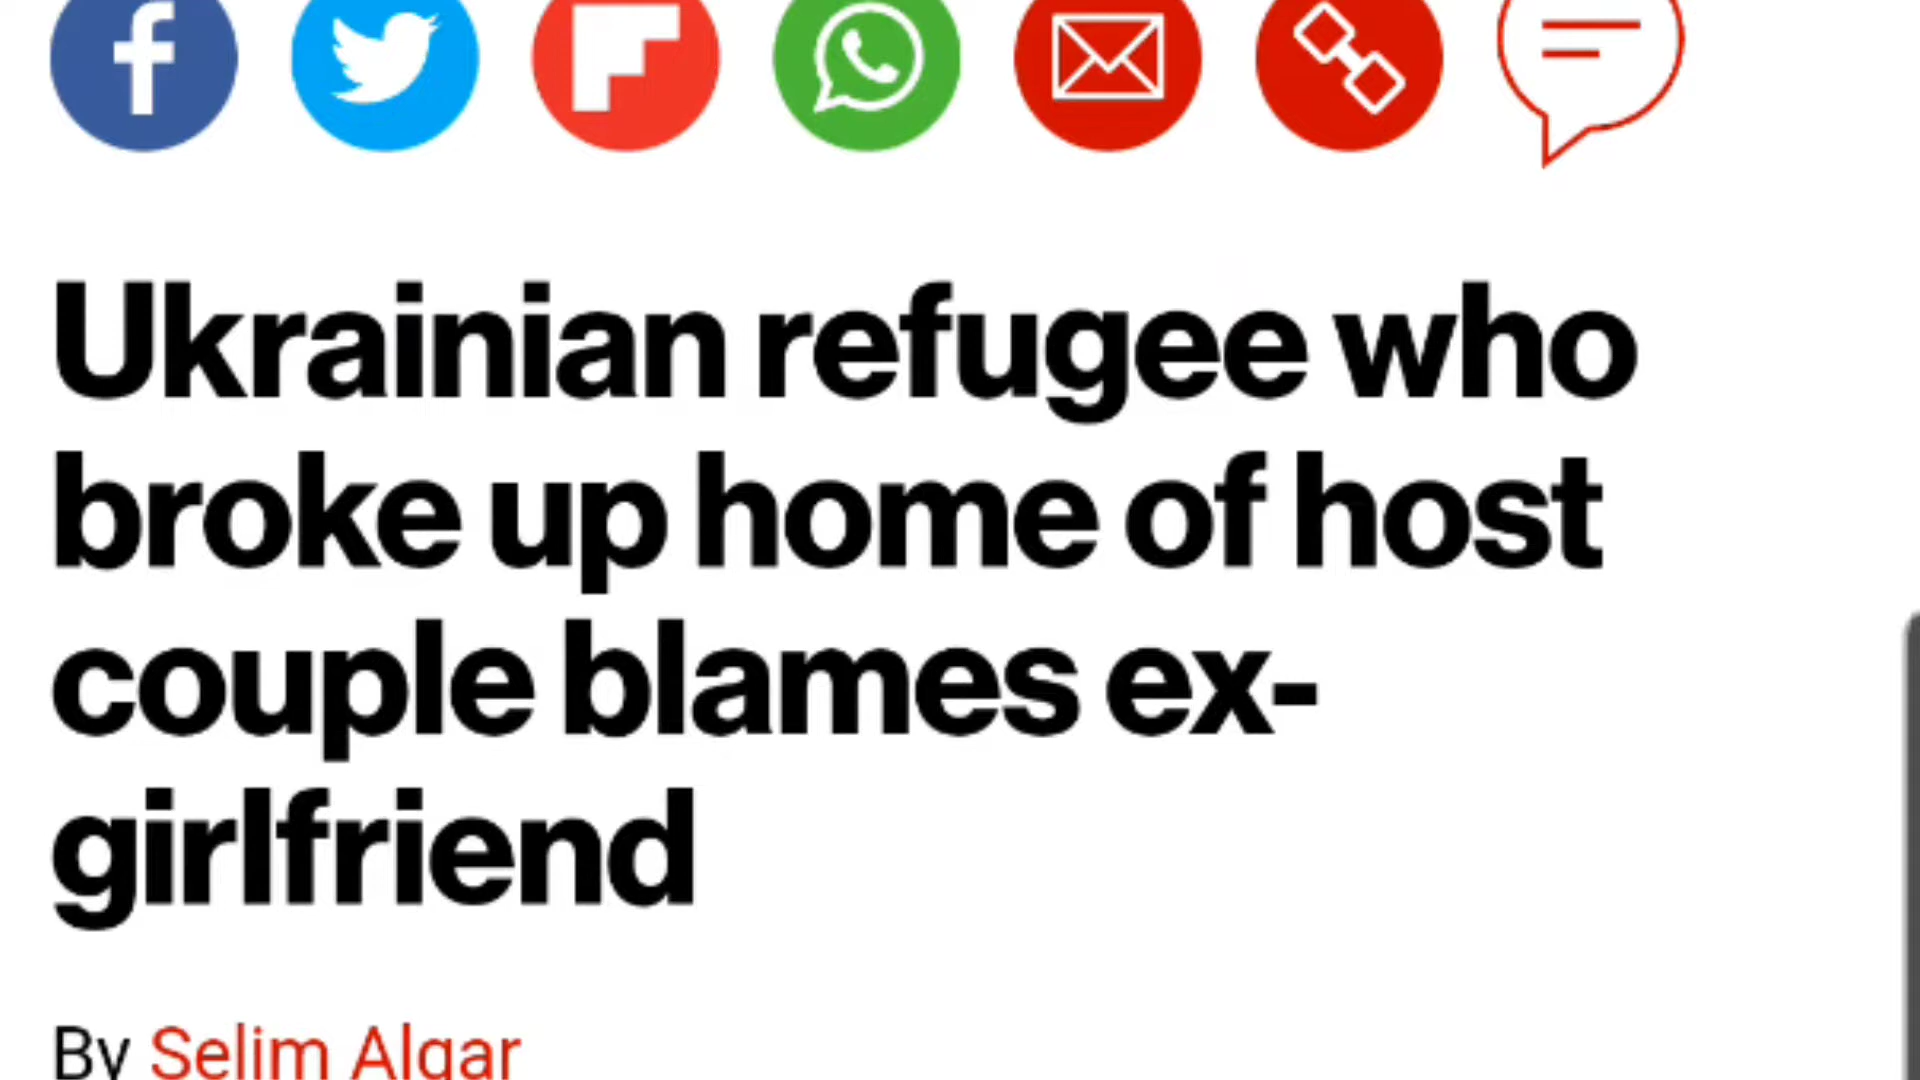 Ukrainian refugee who
broke up home of host
couple blames ex-
girlfriend
By Selim Algar